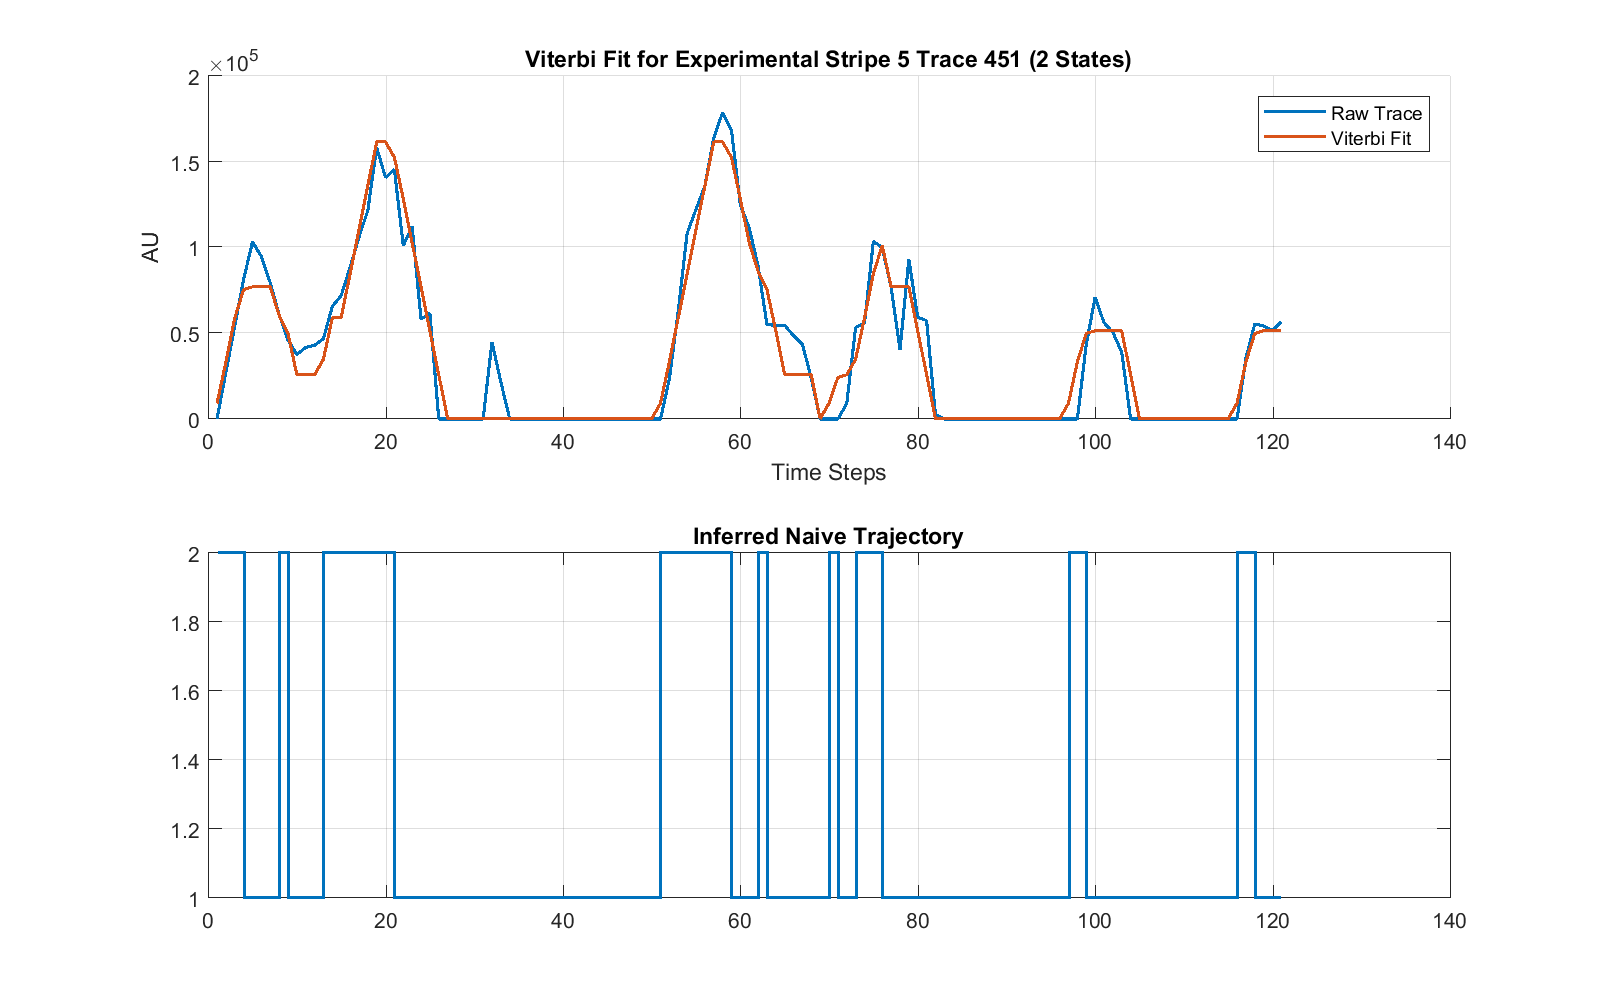 Viterbi Fit for Experimental Stripe 5 Trace 451 (2 States)
×10⁵
2
1.5
1
0.5
0
AU
Raw Trace
Viterbi Fit
0 20 40 60 80 100 120 140
Time Steps
Inferred Naive Trajectory
2
1.8
1.6
1.4
1.2
1
0 20 40 60 80 100 120 140